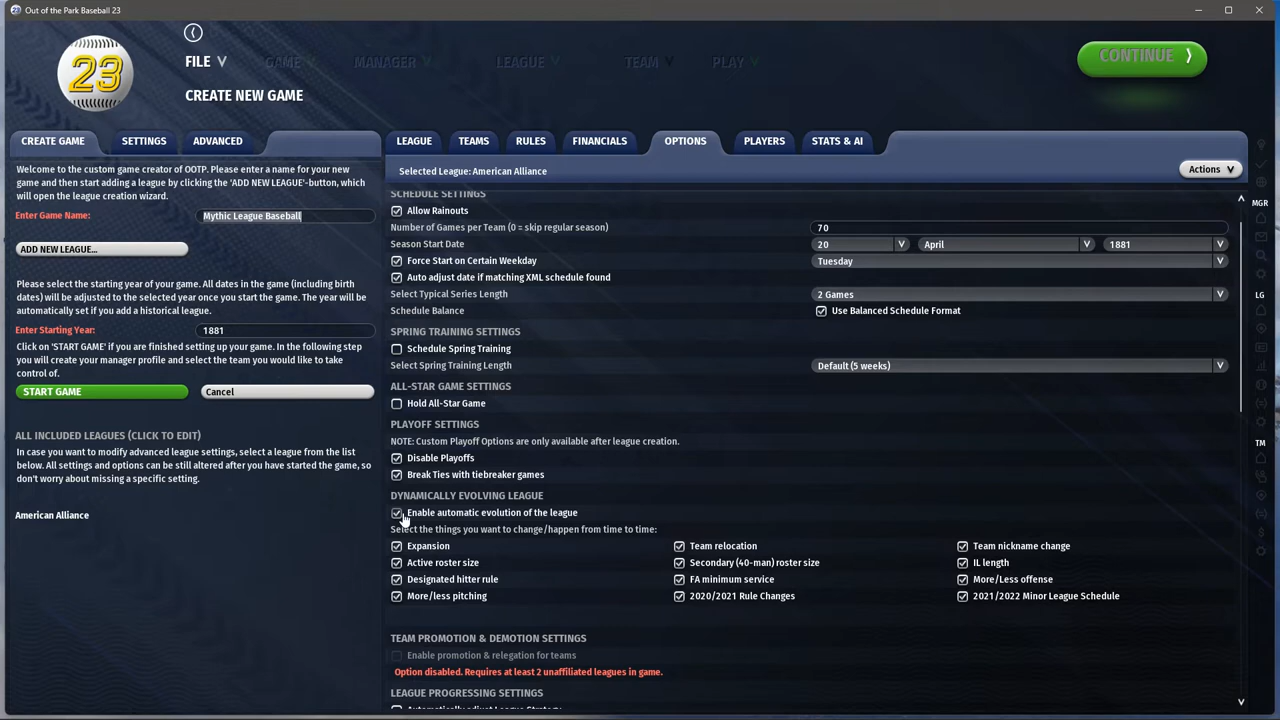 Out of the Park Baseball 23
23
FILE
GAME
MANAGER
LEAGUE
TEAM
PLAY
CONTINUE
CREATE NEW GAME
CREATE GAME
SETTINGS
ADVANCED
LEAGUE
TEAMS
RULES
FINANCIALS
OPTIONS
PLAYERS
STATS & AI
Welcome to the custom game creator of OOTP. Please enter a name for your new
game and then start adding a league by clicking the 'ADD NEW LEAGUE'-button, which
will open the league creation wizard.
Enter Game Name:
Mythic League Baseball
ADD NEW LEAGUE...
Please select the starting year of your game. All dates in the game (including birth
dates) will be adjusted to the selected year once you start the game. The year will be
automatically set if you add a historical league.
Enter Starting Year:
1881
Click on 'START GAME' if you are finished setting up your game. In the following step
you will create your manager profile and select the team you would like to take
control of.
START GAME
Cancel
ALL INCLUDED LEAGUES (CLICK TO EDIT)
In case you want to modify advanced league settings, select a league from the list
below. All settings and options can be still altered after you have started the game, so
don't worry about missing a specific setting.
American Alliance
Selected League: American Alliance
Actions
SCHEDULE SETTINGS
Allow Rainouts
Number of Games per Team (0 = skip regular season)
70
Season Start Date
20
April
1881
Force Start on Certain Weekday
Tuesday
Auto adjust date if matching XML schedule found
Select Typical Series Length
2 Games
Schedule Balance
Use Balanced Schedule Format
SPRING TRAINING SETTINGS
Schedule Spring Training
Select Spring Training Length
Default (5 weeks)
ALL-STAR GAME SETTINGS
Hold All-Star Game
PLAYOFF SETTINGS
NOTE: Custom Playoff Options are only available after league creation.
Disable Playoffs
Break Ties with tiebreaker games
DYNAMICALLY EVOLVING LEAGUE
Enable automatic evolution of the league
Select the things you want to change/happen from time to time:
Expansion
Team relocation
Team nickname change
Active roster size
Secondary (40-man) roster size
IL length
Designated hitter rule
FA minimum service
More/Less offense
More/less pitching
2020/2021 Rule Changes
2021/2022 Minor League Schedule
TEAM PROMOTION & DEMOTION SETTINGS
Enable promotion & relegation for teams
Option disabled. Requires at least 2 unaffiliated leagues in game.
LEAGUE PROGRESSING SETTINGS
Automatically adjust League Strategy
MGR
LG
TM